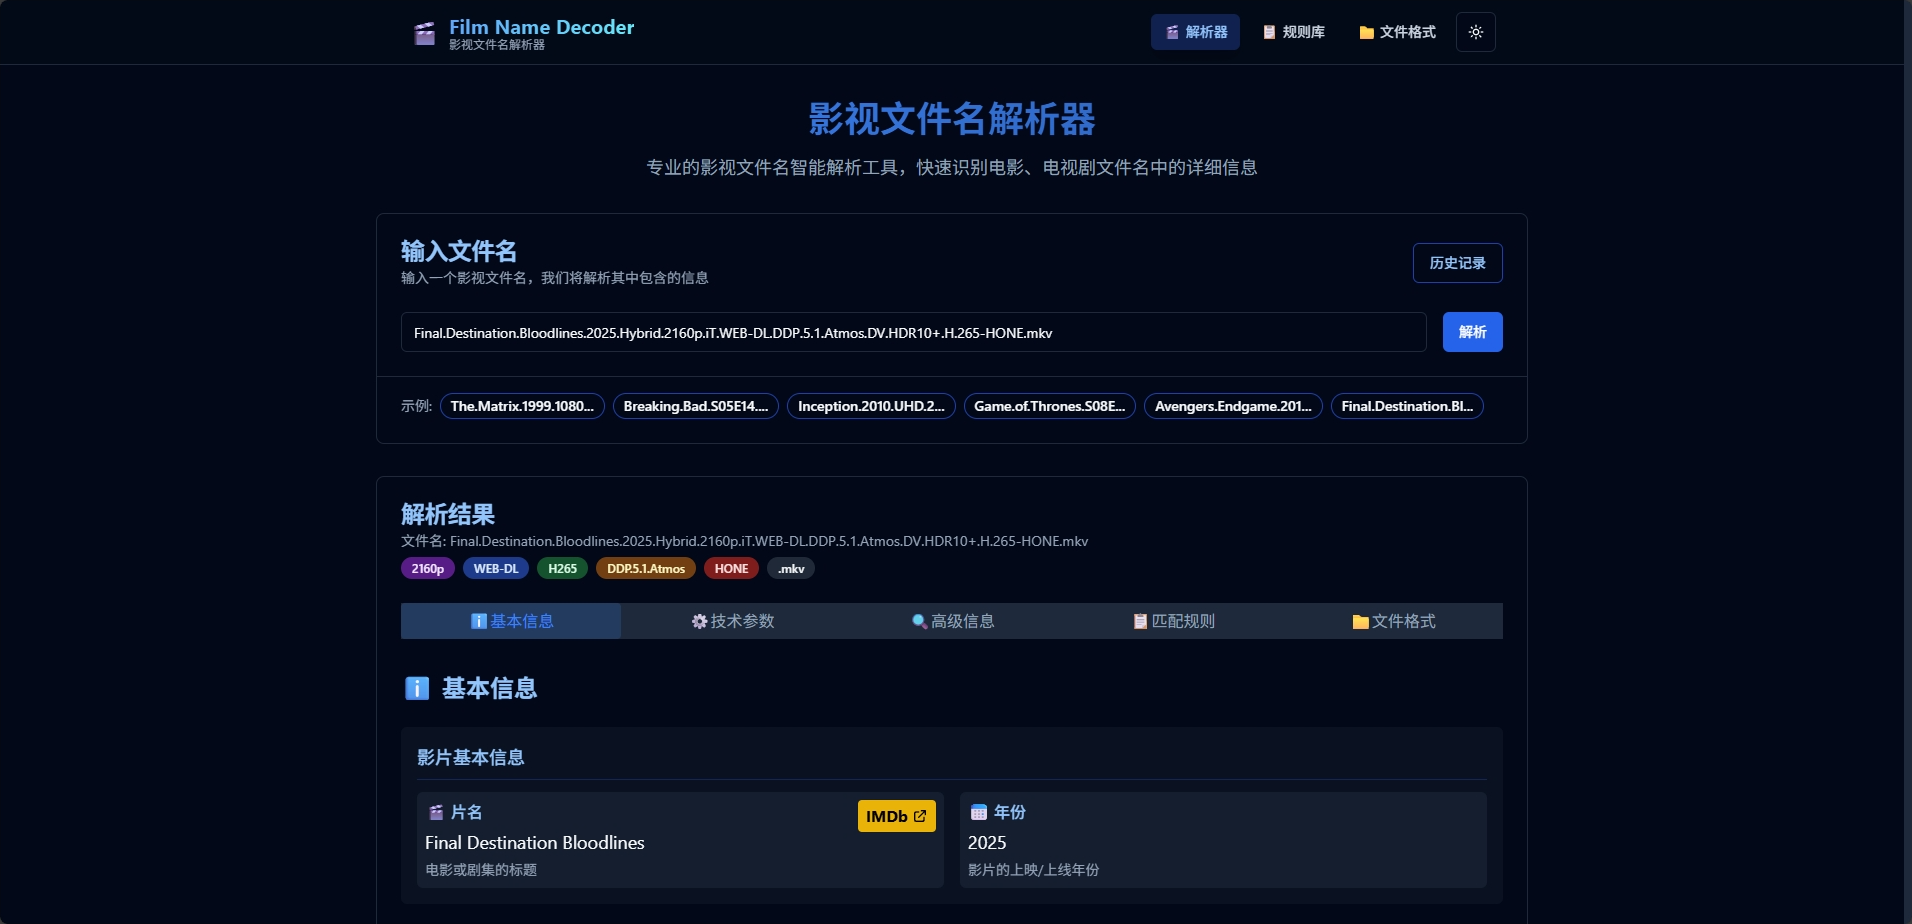 Film Name Decoder
影视文件名解析器
解析器
规则库
文件格式
影视文件名解析器
专业的影视文件名智能解析工具，快速识别电影、电视剧文件名中的详细信息
输入文件名
输入一个影视文件名，我们将解析其中包含的信息
历史记录
Final.Destination.Bloodlines.2025.Hybrid.2160p.iT.WEB-DL.DDP.5.1.Atmos.DV.HDR10+.H.265-HONE.mkv
解析
示例:
The.Matrix.1999.1080...
Breaking.Bad.S05E14....
Inception.2010.UHD.2...
Game.of.Thrones.S08E...
Avengers.Endgame.201...
Final.Destination.Bl...
解析结果
文件名: Final.Destination.Bloodlines.2025.Hybrid.2160p.iT.WEB-DL.DDP.5.1.Atmos.DV.HDR10+.H.265-HONE.mkv
2160p
WEB-DL
H265
DDP.5.1.Atmos
HONE
.mkv
基本信息
技术参数
高级信息
匹配规则
文件格式
基本信息
影片基本信息
片名
IMDb
Final Destination Bloodlines
电影或剧集的标题
年份
2025
影片的上映/上线年份